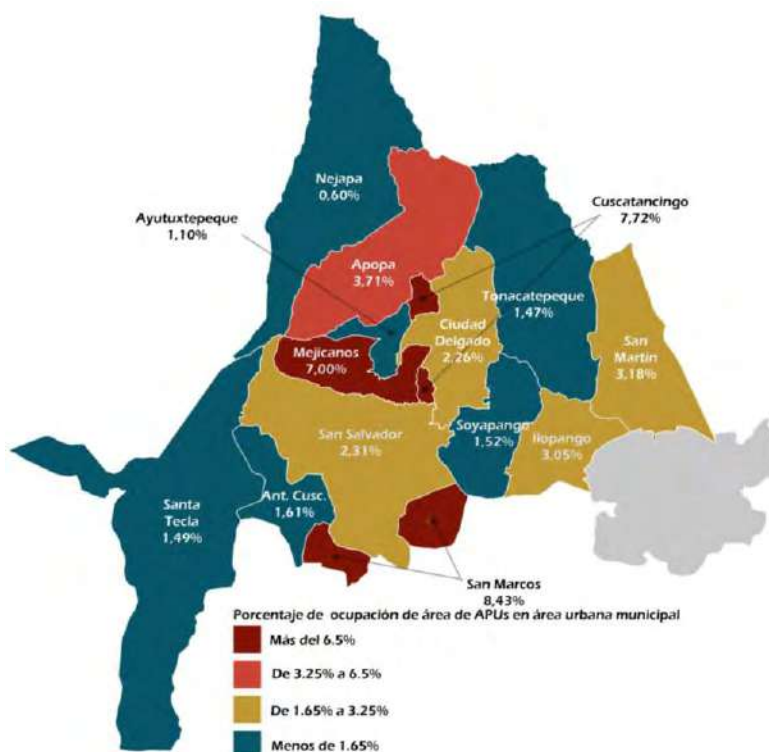 Nejapa
0,60%
Ayutuxtepeque
1,10%
Cuscatancingo
7,72%
Apopa
3,71%
Tonacatepeque
1,47%
Ciudad
Delgado
2,26%
San
Martín
3,18%
Mejicanos
7,00%
San Salvador
2,31%
Soyapango
1,52%
Ilopango
3,05%
Santa
Tecla
1,49%
Ant. Cusc.
1,61%
San Marcos
8,43%
Porcentaje de ocupación de área de APUs en área urbana municipal
Más del 6.5%
De 3.25% a 6.5%
De 1.65% a 3.25%
Menos de 1.65%